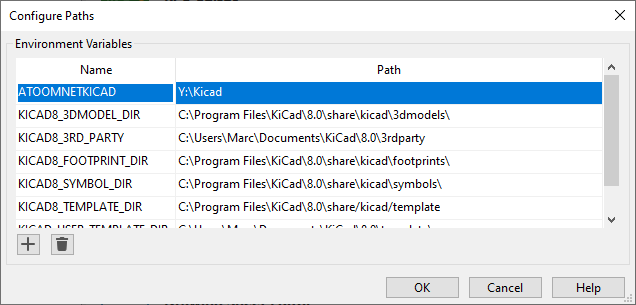 Configure Paths
Environment Variables
Name Path
ATOOMNETKICAD Y:\Kicad
KICAD8_3DMODEL_DIR C:\Program Files\KiCad\8.0\share\kicad\3dmodels\
KICAD8_3RD_PARTY C:\Users\Marc\Documents\KiCad\8.0\3rdparty
KICAD8_FOOTPRINT_DIR C:\Program Files\KiCad\8.0\share\kicad\footprints\
KICAD8_SYMBOL_DIR C:\Program Files\KiCad\8.0\share\kicad\symbols\
KICAD8_TEMPLATE_DIR C:\Program Files\KiCad\8.0\share/kicad/template
OK Cancel Help